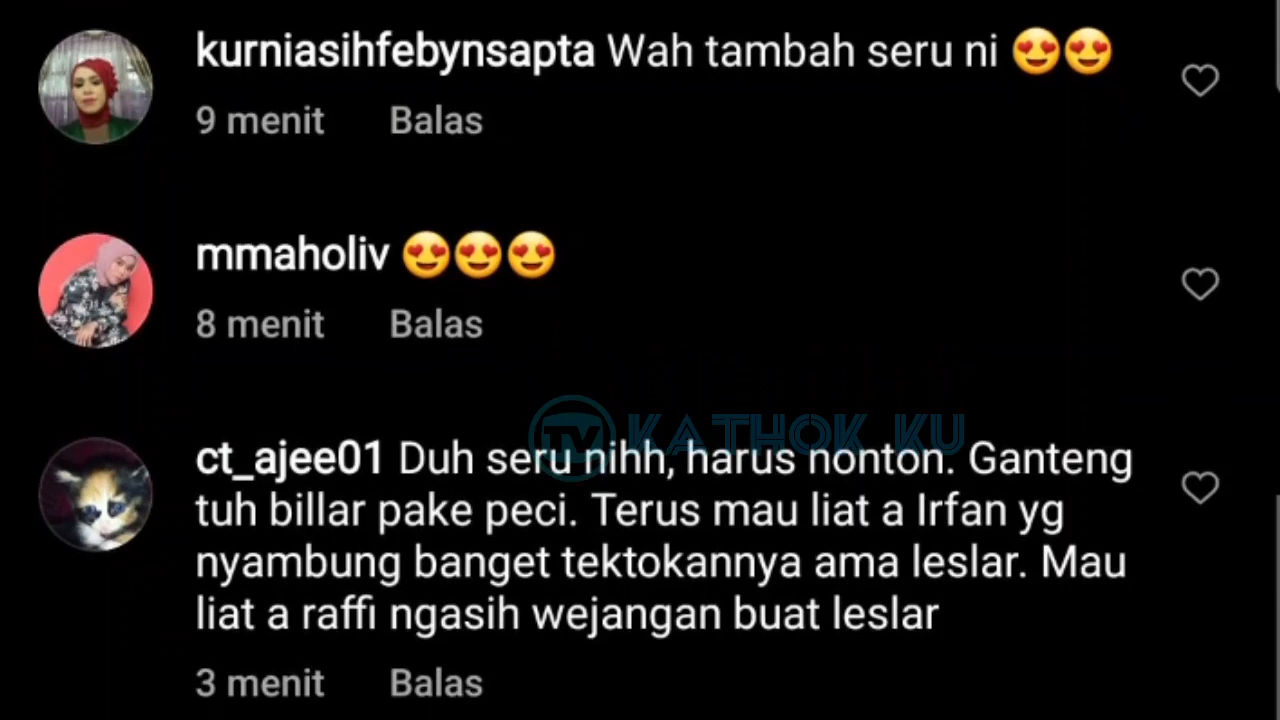 kurniasihfebynsapta Wah tambah seru ni 😍😍
9 menit Balas
mmaholiv 😍😍😍
8 menit Balas
TV KATHOK KU
ct_ajee01 Duh seru nihh, harus nonton. Ganteng
tuh billar pake peci. Terus mau liat a Irfan yg
nyambung banget tektokannya ama leslar. Mau
liat a raffi ngasih wejangan buat leslar
3 menit Balas